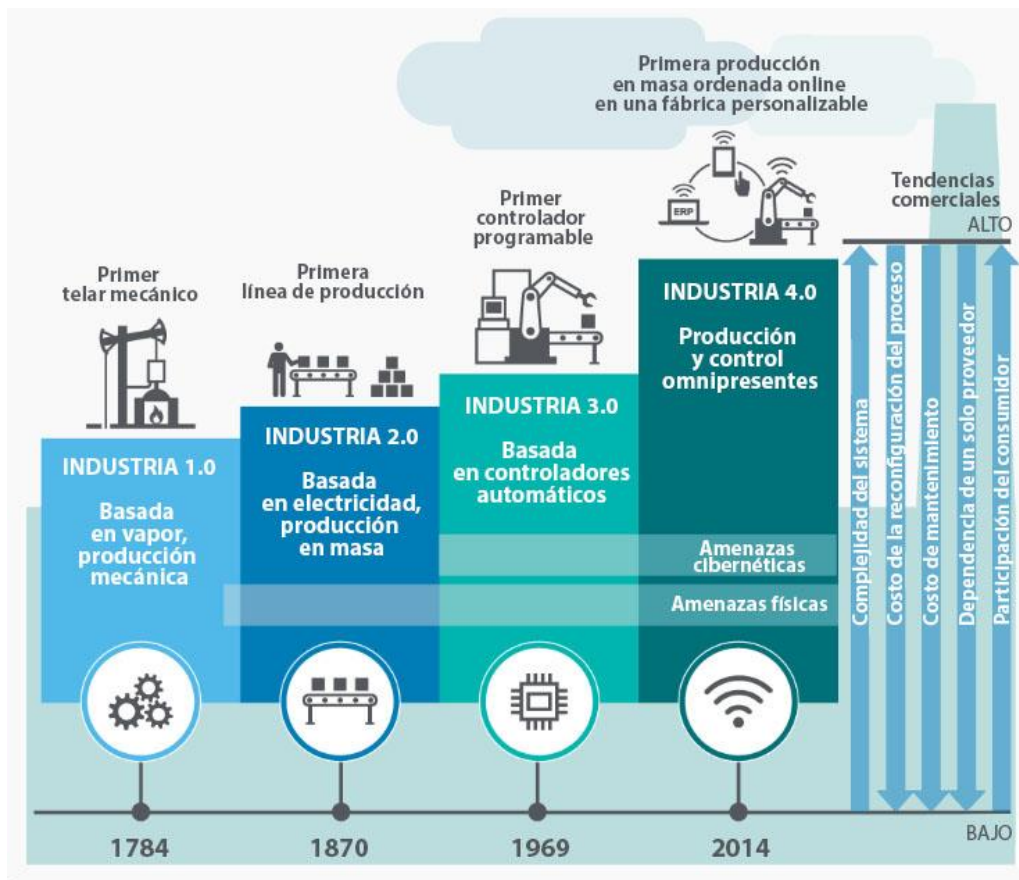 Primera producción
en masa ordenada online
en una fábrica personalizable
Tendencias
comerciales
ALTO
Primer
controlador
programable
ERP
Primer
telar mecánico
Primera
línea de producción
INDUSTRIA 1.0
Basada
en vapor,
producción
mecánica
INDUSTRIA 2.0
Basada
en electricidad,
producción
en masa
INDUSTRIA 3.0
Basada
en controladores
automáticos
INDUSTRIA 4.0
Producción
y control
omnipresentes
Amenazas
cibernéticas
Amenazas físicas
Complejidad del sistema
Costo de la reconfiguración del proceso
Costo de mantenimiento
Dependencia de un solo proveedor
Participación del consumidor
BAJO
1784
1870
1969
2014